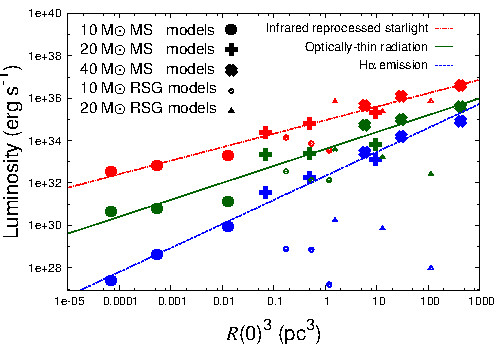 1e+40
1e+38
1e+36
1e+34
1e+32
1e+30
1e+28
Luminosity (erg s⁻¹)
10 M⊙ MS models
20 M⊙ MS models
40 M⊙ MS models
10 M⊙ RSG models
20 M⊙ RSG models
Infrared reprocessed starlight
Optically-thin radiation
Hα emission
1e-05 0.0001 0.001 0.01 0.1 1 10 100 1000
R(0)³ (pc³)